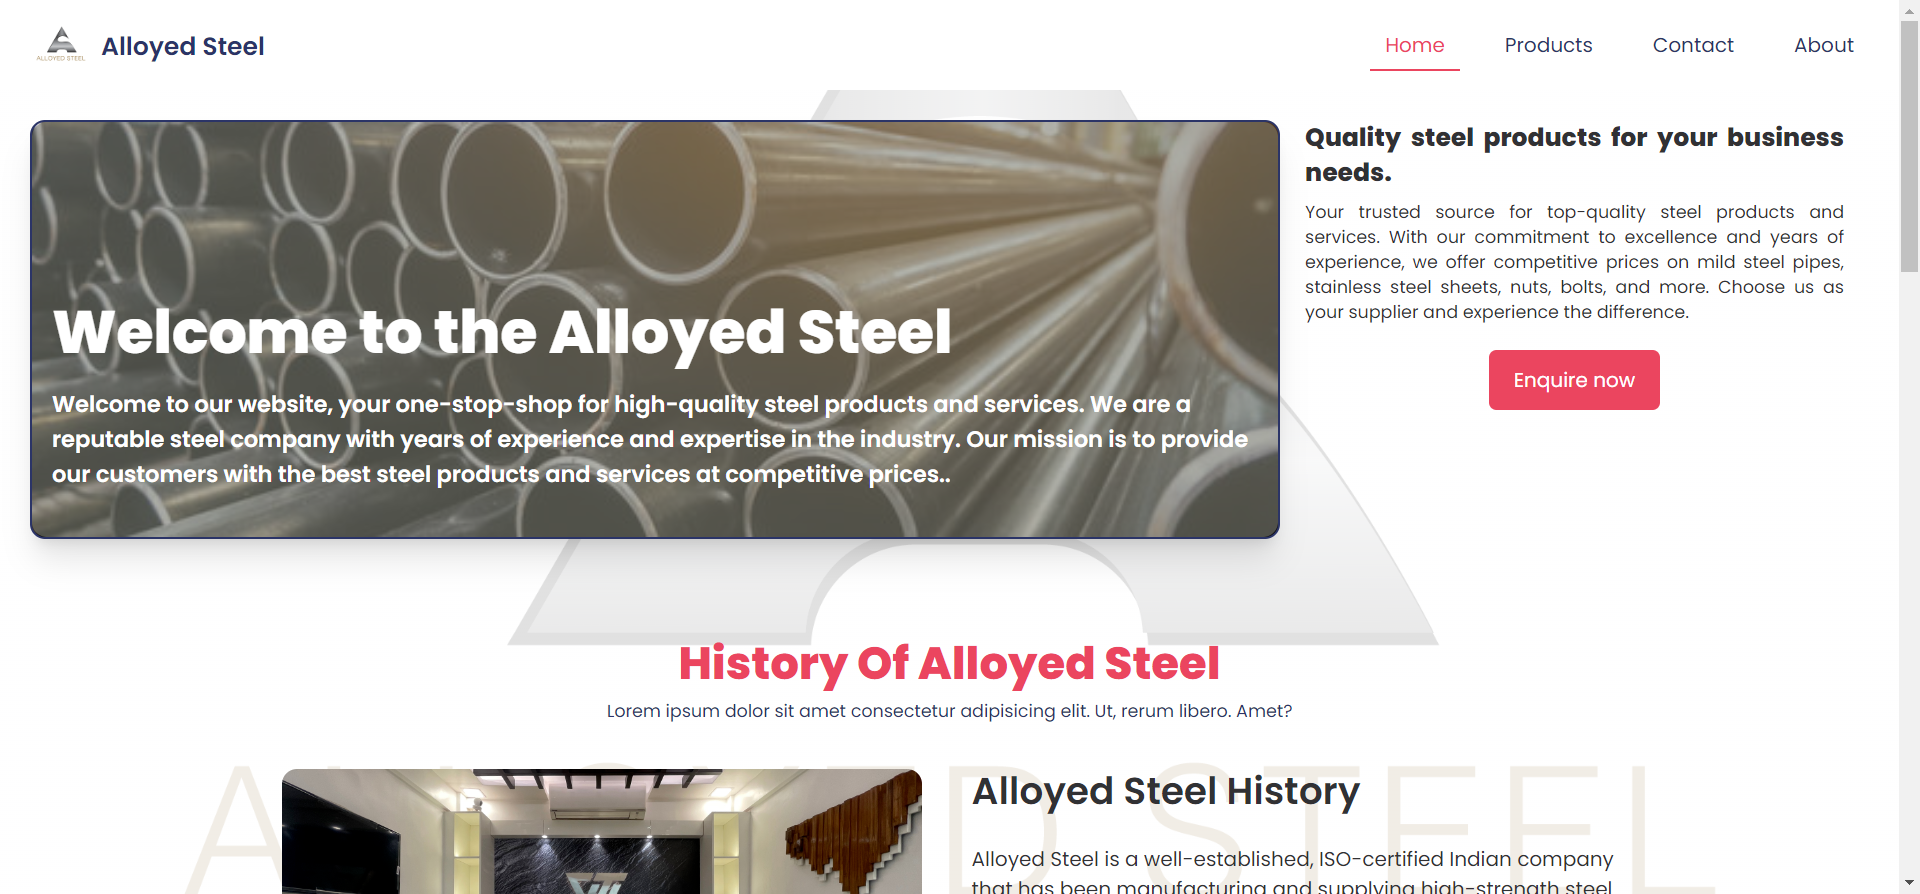 ALLOYED STEEL
Alloyed Steel
Home
Products
Contact
About
Welcome to the Alloyed Steel
Welcome to our website, your one-stop-shop for high-quality steel products and services. We are a
reputable steel company with years of experience and expertise in the industry. Our mission is to provide
our customers with the best steel products and services at competitive prices..
Quality steel products for your business
needs.
Your trusted source for top-quality steel products and
services. With our commitment to excellence and years of
experience, we offer competitive prices on mild steel pipes,
stainless steel sheets, nuts, bolts, and more. Choose us as
your supplier and experience the difference.
Enquire now
History Of Alloyed Steel
Lorem ipsum dolor sit amet consectetur adipisicing elit. Ut, rerum libero. Amet?
ALLOYED STEEL
Alloyed Steel History
Alloyed Steel is a well-established, ISO-certified Indian company
that has been manufacturing and supplying high-strength steel